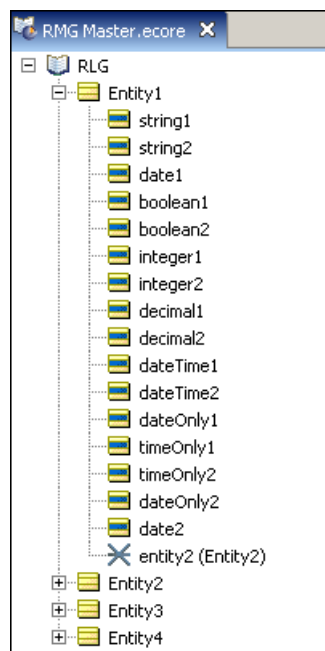 RMG Master.ecore
RLG
Entity1
string1
string2
date1
boolean1
boolean2
integer1
integer2
decimal1
decimal2
dateTime1
dateTime2
dateOnly1
timeOnly1
timeOnly2
dateOnly2
date2
entity2 (Entity2)
Entity2
Entity3
Entity4